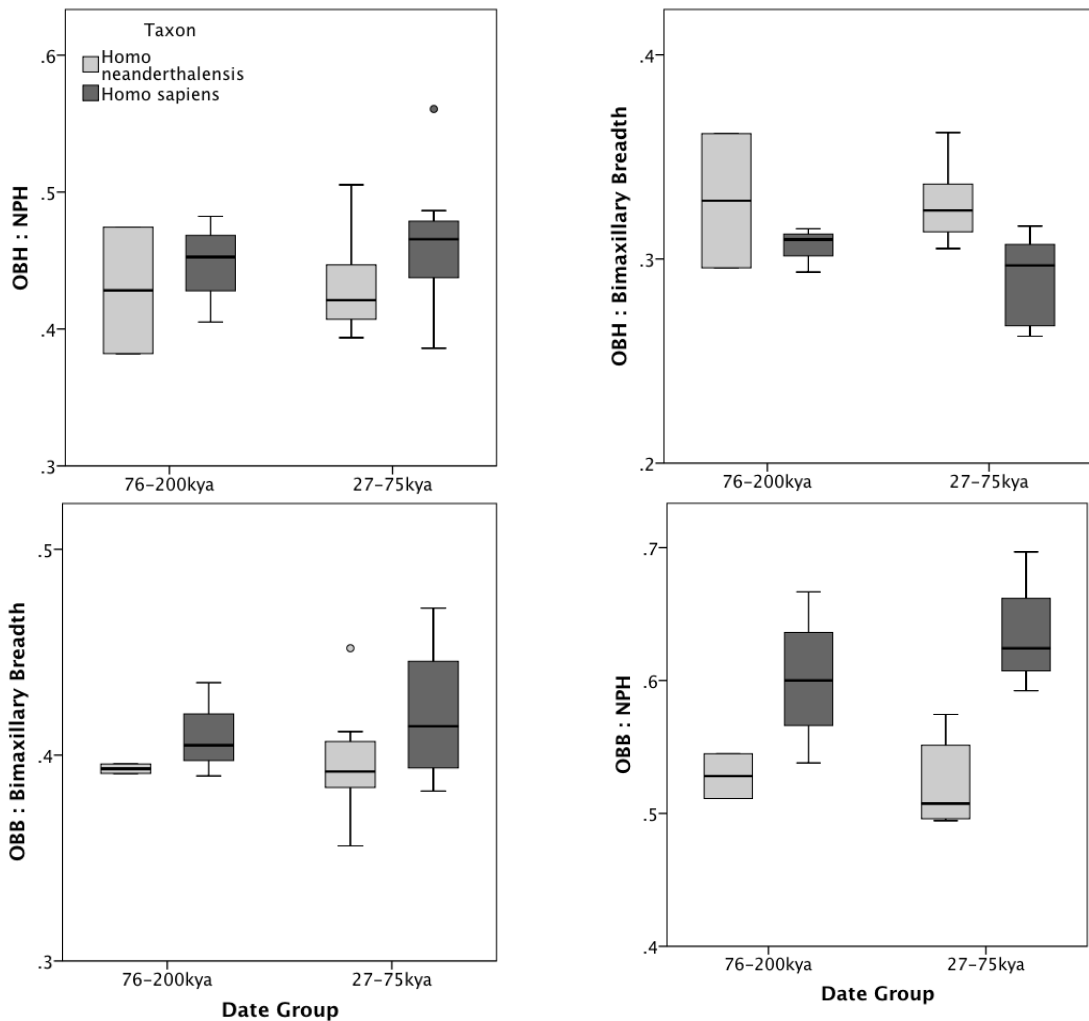 Taxon
Homo
neanderthalensis
Homo sapiens
OBH : NPH
.6
.5
.4
.3
76–200kya
27–75kya
OBH : Bimaxillary Breadth
.4
.3
.2
76–200kya
27–75kya
OBB : Bimaxillary Breadth
.5
.4
.3
76–200kya
27–75kya
Date Group
OBB : NPH
.7
.6
.5
.4
76–200kya
27–75kya
Date Group